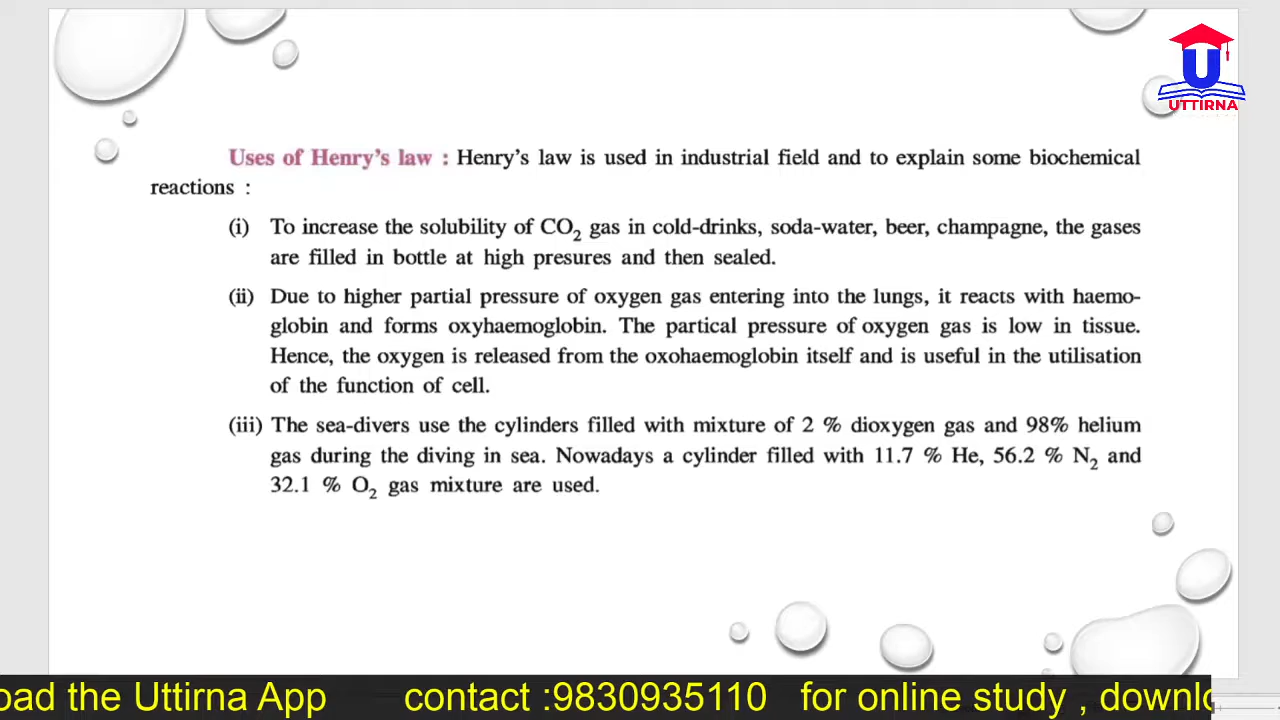 U
UTTIRNA
Uses of Henry's law : Henry's law is used in industrial field and to explain some biochemical
reactions :
(i) To increase the solubility of CO₂ gas in cold-drinks, soda-water, beer, champagne, the gases
are filled in bottle at high presures and then sealed.
(ii) Due to higher partial pressure of oxygen gas entering into the lungs, it reacts with haemo-
globin and forms oxyhaemoglobin. The partical pressure of oxygen gas is low in tissue.
Hence, the oxygen is released from the oxohaemoglobin itself and is useful in the utilisation
of the function of cell.
(iii) The sea-divers use the cylinders filled with mixture of 2 % dioxygen gas and 98% helium
gas during the diving in sea. Nowadays a cylinder filled with 11.7 % He, 56.2 % N₂ and
32.1 % O₂ gas mixture are used.
oad the Uttirna App contact :9830935110 for online study , downlo